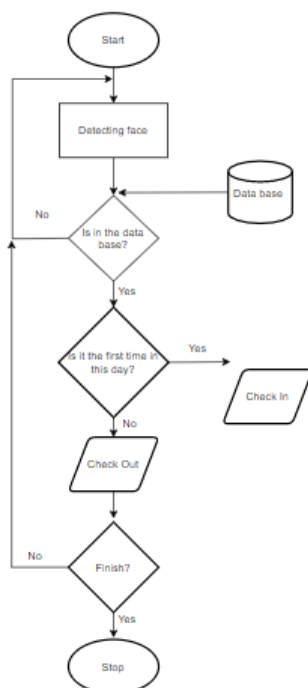 Start
Detecting face
Data base
No
Is in the data
base?
Yes
Is it the first time in
this day?
Yes
Check In
No
Check Out
No
Finish?
Yes
Stop